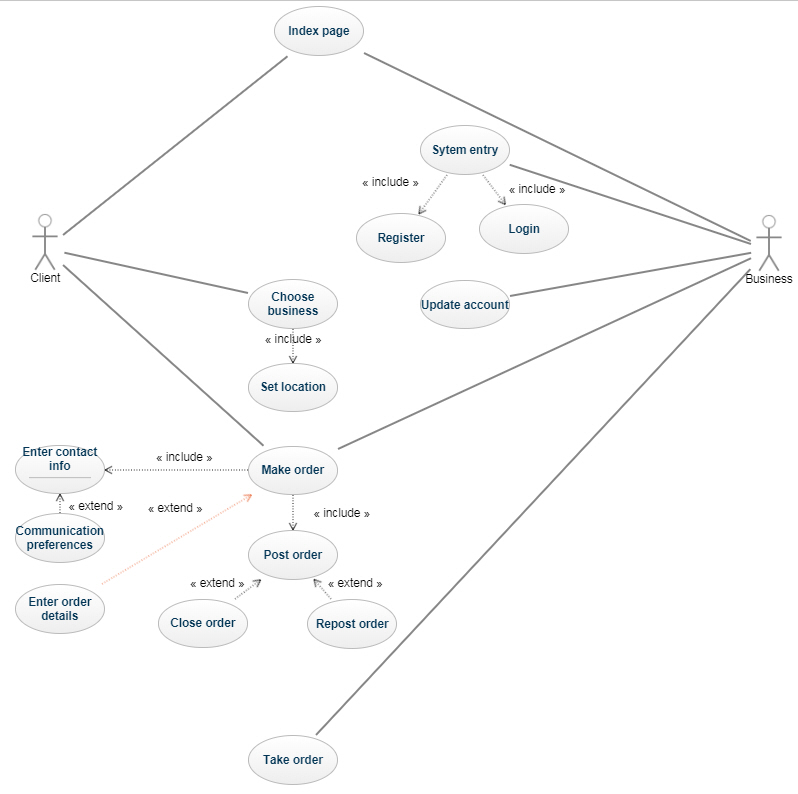 Index page
Sytem entry
« include »
« include »
Register
Login
Client
Business
Choose
business
Update account
« include »
Set location
Enter contact
info
« include »
Make order
« extend »
« extend »
« include »
Communication
preferences
Post order
« extend »
« extend »
Enter order
details
Close order
Repost order
Take order